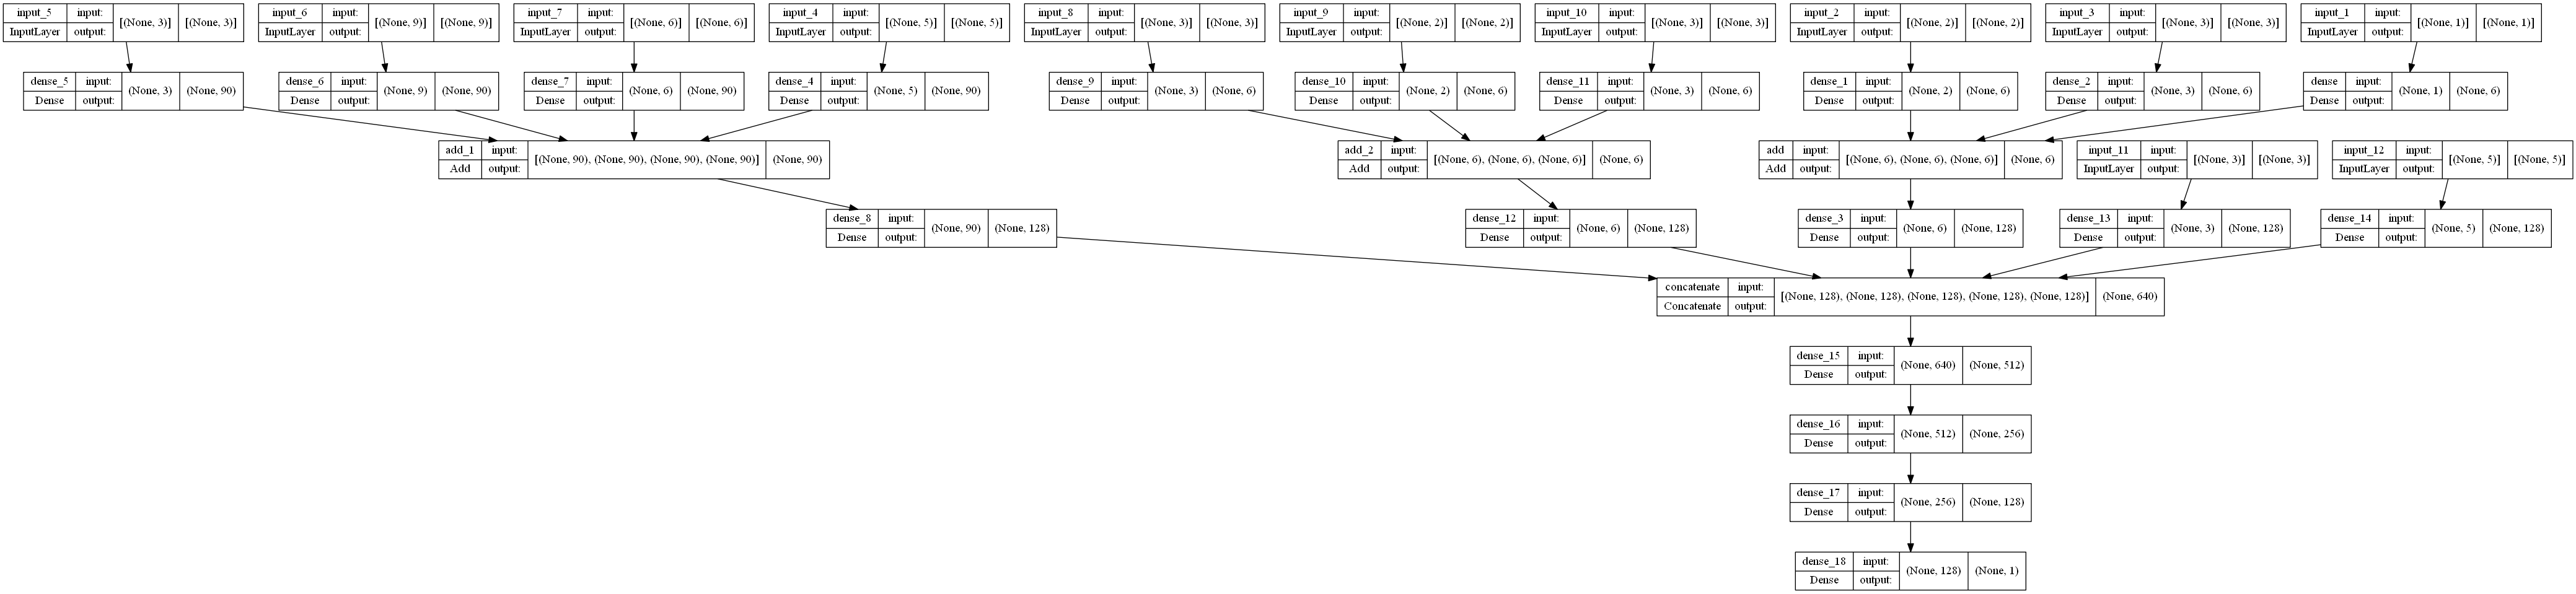 input_5 input: [(None, 3)] [(None, 3)]
InputLayer output:
input_6 input: [(None, 9)] [(None, 9)]
InputLayer output:
input_7 input: [(None, 6)] [(None, 6)]
InputLayer output:
input_4 input: [(None, 5)] [(None, 5)]
InputLayer output:
input_8 input: [(None, 3)] [(None, 3)]
InputLayer output:
input_9 input: [(None, 2)] [(None, 2)]
InputLayer output:
input_10 input: [(None, 3)] [(None, 3)]
InputLayer output:
input_2 input: [(None, 2)] [(None, 2)]
InputLayer output:
input_3 input: [(None, 3)] [(None, 3)]
InputLayer output:
input_1 input: [(None, 1)] [(None, 1)]
InputLayer output:
dense_5 input: (None, 3) (None, 90)
Dense output:
dense_6 input: (None, 9) (None, 90)
Dense output:
dense_7 input: (None, 6) (None, 90)
Dense output:
dense_4 input: (None, 5) (None, 90)
Dense output:
dense_9 input: (None, 3) (None, 6)
Dense output:
dense_10 input: (None, 2) (None, 6)
Dense output:
dense_11 input: (None, 3) (None, 6)
Dense output:
dense_1 input: (None, 2) (None, 6)
Dense output:
dense_2 input: (None, 3) (None, 6)
Dense output:
dense input: (None, 1) (None, 6)
Dense output:
add_1 input: [(None, 90), (None, 90), (None, 90), (None, 90)] (None, 90)
Add output:
add_2 input: [(None, 6), (None, 6), (None, 6)] (None, 6)
Add output:
add input: [(None, 6), (None, 6), (None, 6)] (None, 6)
Add output:
input_11 input: [(None, 3)] [(None, 3)]
InputLayer output:
input_12 input: [(None, 5)] [(None, 5)]
InputLayer output:
dense_8 input: (None, 90) (None, 128)
Dense output:
dense_12 input: (None, 6) (None, 128)
Dense output:
dense_3 input: (None, 6) (None, 128)
Dense output:
dense_13 input: (None, 3) (None, 128)
Dense output:
dense_14 input: (None, 5) (None, 128)
Dense output:
concatenate input: [(None, 128), (None, 128), (None, 128), (None, 128), (None, 128)] (None, 640)
Concatenate output:
dense_15 input: (None, 640) (None, 512)
Dense output:
dense_16 input: (None, 512) (None, 256)
Dense output:
dense_17 input: (None, 256) (None, 128)
Dense output:
dense_18 input: (None, 128) (None, 1)
Dense output: